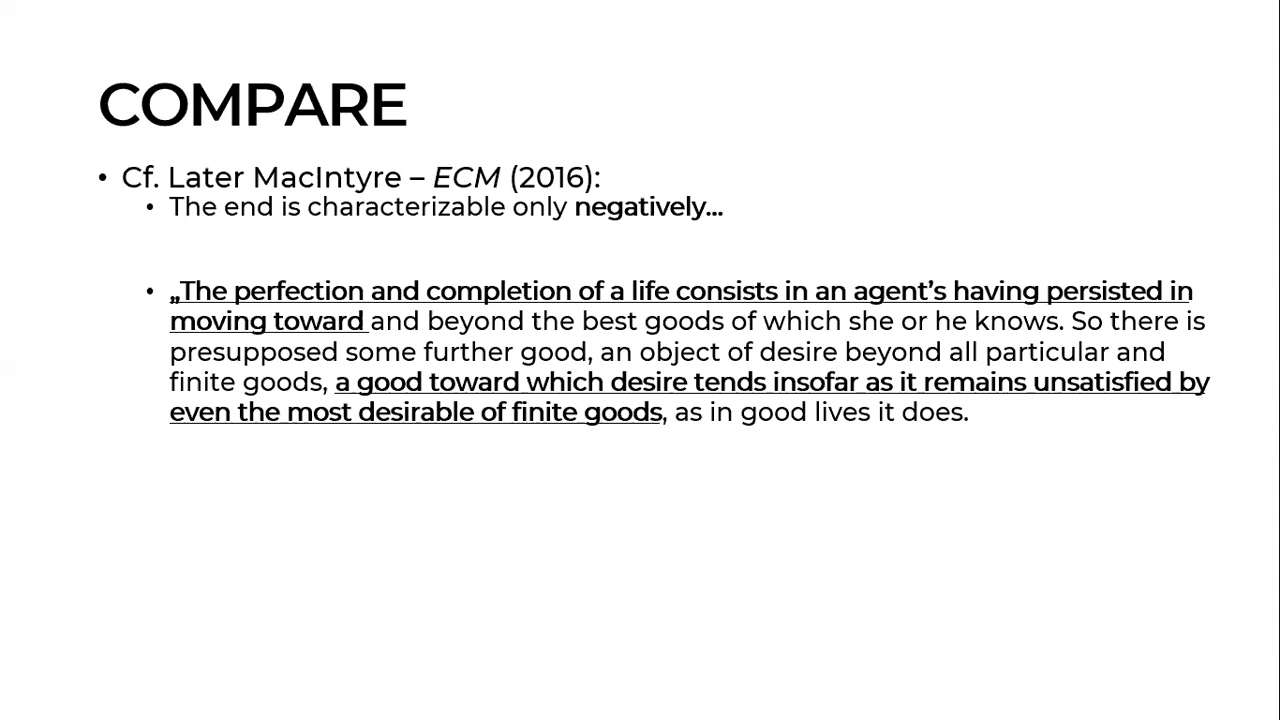 COMPARE
• Cf. Later MacIntyre – ECM (2016):
• The end is characterizable only negatively...
• „The perfection and completion of a life consists in an agent’s having persisted in
moving toward and beyond the best goods of which she or he knows. So there is
presupposed some further good, an object of desire beyond all particular and
finite goods, a good toward which desire tends insofar as it remains unsatisfied by
even the most desirable of finite goods, as in good lives it does.